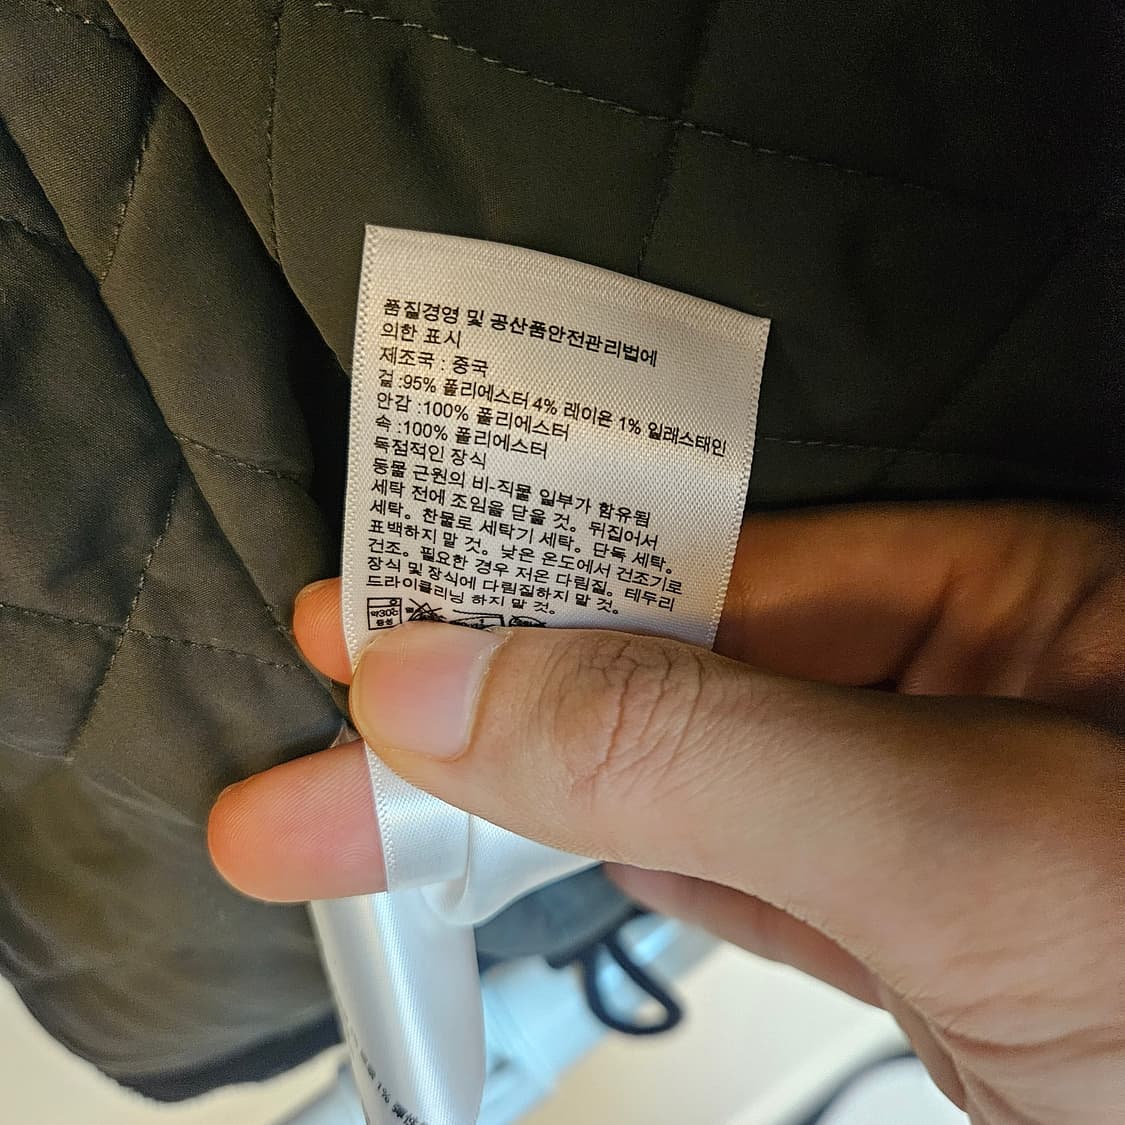 품질경영 및 공산품안전관리법에
의한 표시
제조국 : 중국
겉 :95% 폴리에스터 4% 레이온 1% 일래스태인
안감 :100% 폴리에스터
속 :100% 폴리에스터
독점적인 장식
동물 근원의 비-직물 일부가 함유됨
세탁 전에 조임을 닫을 것。 뒤집어서
세탁。 찬물로 세탁기 세탁。 단독 세탁。
표백하지 말 것。 낮은 온도에서 건조기로
건조。 필요한 경우 저온 다림질。 테두리
장식 및 장식에 다림질하지 말 것。
드라이클리닝 하지 말 것。
약30℃
중성
1%